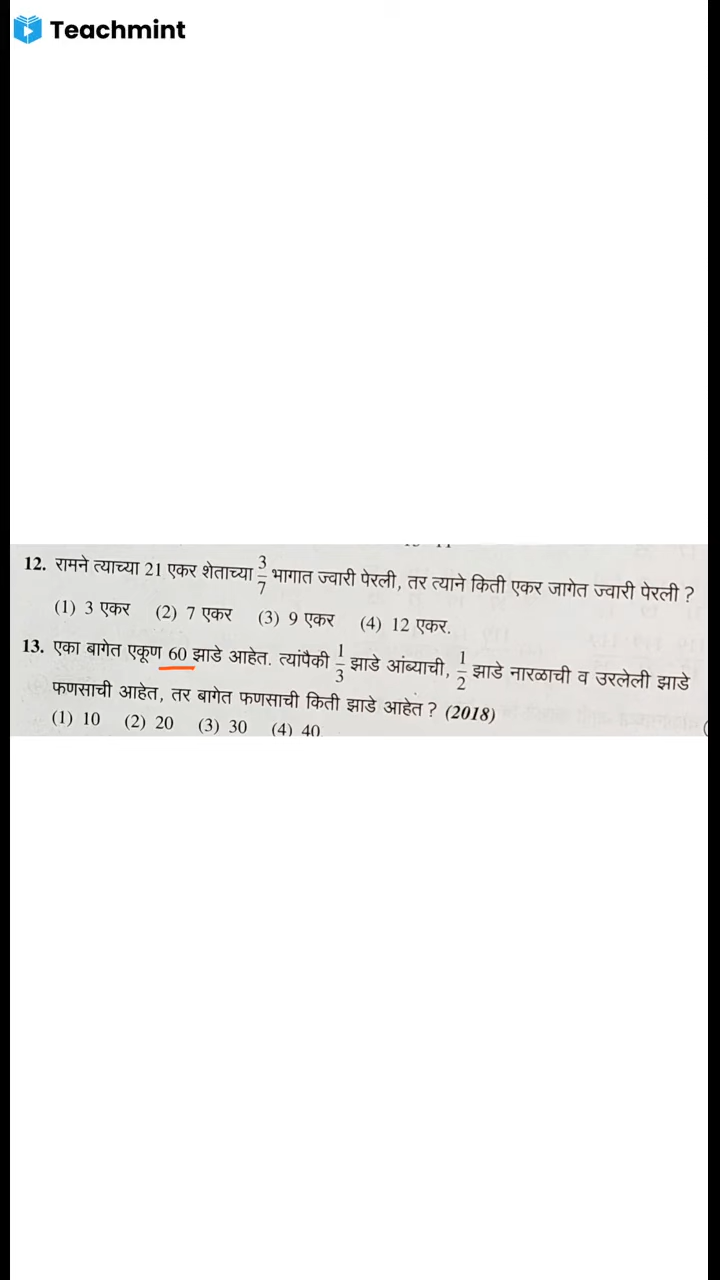 Teachmint
12. रामने त्याच्या 21 एकर शेताच्या 3/7 भागात ज्वारी पेरली, तर त्याने किती एकर जागेत ज्वारी पेरली ?
(1) 3 एकर (2) 7 एकर (3) 9 एकर (4) 12 एकर.
13. एका बागेत एकूण 60 झाडे आहेत. त्यांपैकी 1/3 झाडे आंब्याची, 1/2 झाडे नारळाची व उरलेली झाडे
फणसाची आहेत, तर बागेत फणसाची किती झाडे आहेत ? (2018)
(1) 10 (2) 20 (3) 30 (4) 40